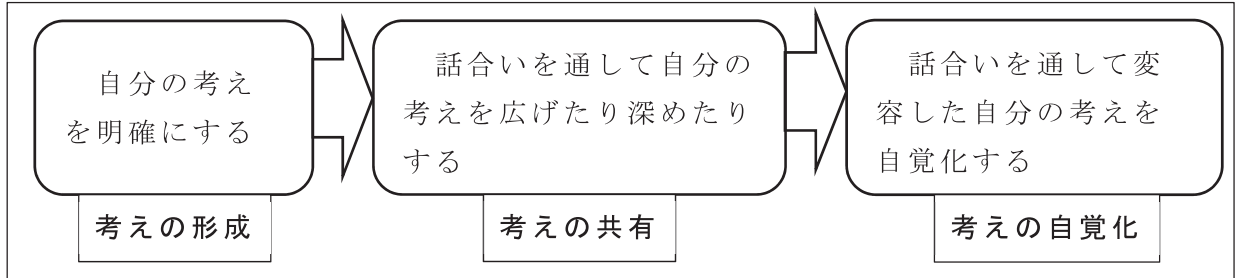 自分の考え
を明確にする
考えの形成
話合いを通して自分の
考えを広げたり深めたり
する
考えの共有
話合いを通して変
容した自分の考えを
自覚化する
考えの自覚化